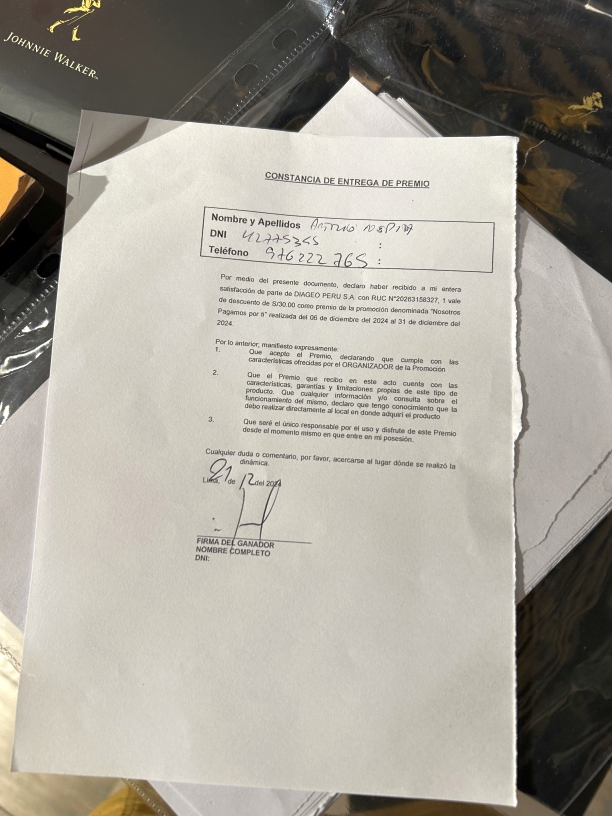 JOHNNIE WALKER
JOHNNIE WALKER
CONSTANCIA DE ENTREGA DE PREMIO
Nombre y Apellidos
DNI 42775365 :
Teléfono 976222765 :
Por medio del presente documento, declaro haber recibido a mi entera
satisfacción de parte de DIAGEO PERU S.A. con RUC N°20263158327, 1 vale
de descuento de S/30.00 como premio de la promoción denominada "Nosotros
Pagamos por ti" realizada del 06 de diciembre del 2024 al 31 de diciembre del
2024.
Por lo anterior, manifiesto expresamente:
1. Que acepto el Premio, declarando que cumple con las
características ofrecidas por el ORGANIZADOR de la Promoción
2. Que el Premio que recibo en este acto cuenta con las
características, garantías y limitaciones propias de este tipo de
producto. Que cualquier información y/o consulta sobre el
funcionamiento del mismo, declaro que tengo conocimiento que la
debo realizar directamente al local en donde adquirí el producto
3. Que seré el único responsable por el uso y disfrute de este Premio
desde el momento mismo en que entre en mi posesión.
Cualquier duda o comentario, por favor, acercarse al lugar dónde se realizó la
dinámica.
Lima, 21 de 12 del 2024
FIRMA DEL GANADOR
NOMBRE COMPLETO
DNI: